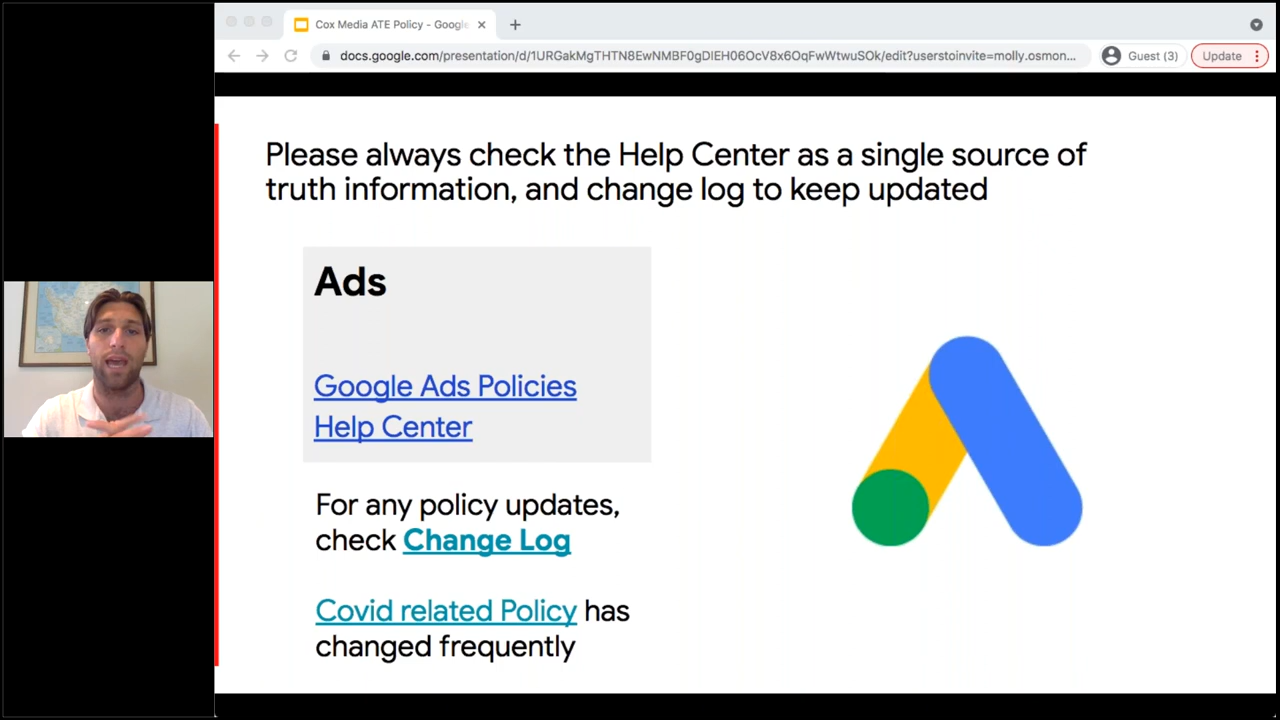 Cox Media ATE Policy - Google
docs.google.com/presentation/d/1URGakMgTHTN8EwNMBF0gDlEH06OcV8x6OqFwWtwuSOk/edit?userstoinvite=molly.osmon...
Guest (3)
Update
Please always check the Help Center as a single source of
truth information, and change log to keep updated
Ads
Google Ads Policies
Help Center
For any policy updates,
check Change Log
Covid related Policy has
changed frequently